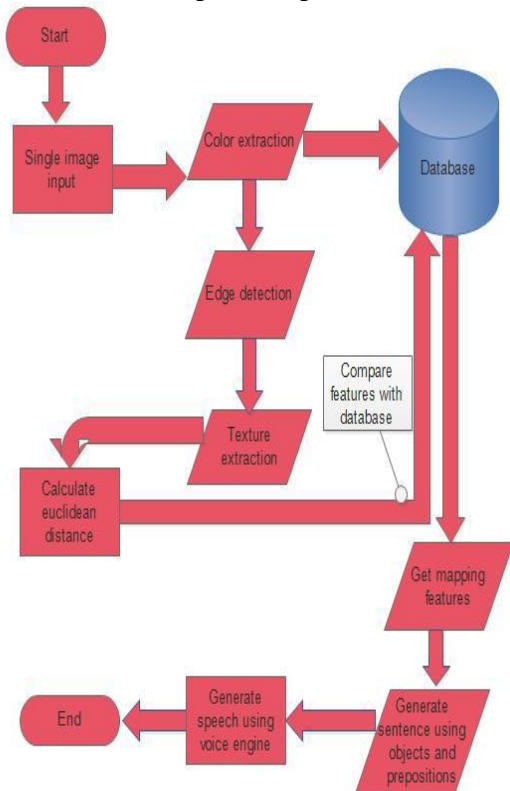 Start
Single image
input
Color extraction
Database
Edge detection
Compare
features with
database
Texture
extraction
Calculate
euclidean
distance
Get mapping
features
Generate
sentence using
objects and
prepositions
Generate
speech using
voice engine
End